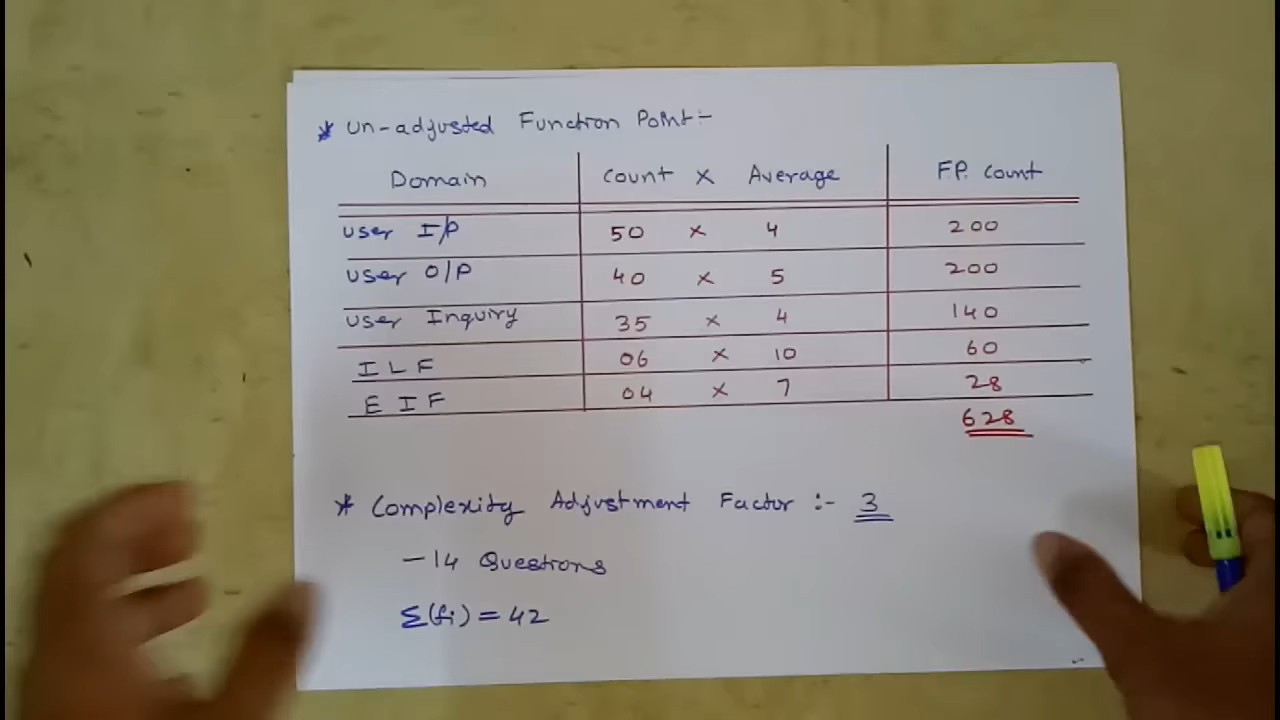 * Un-adjusted Function Point:-
Domain Count X Average FP. Count
User I/P 50 X 4 200
User O/P 40 X 5 200
User Inquiry 35 X 4 140
ILF 06 X 10 60
EIF 04 X 7 28
628
* Complexity Adjustment Factor :- 3
- 14 Questions
Σ(fi) = 42